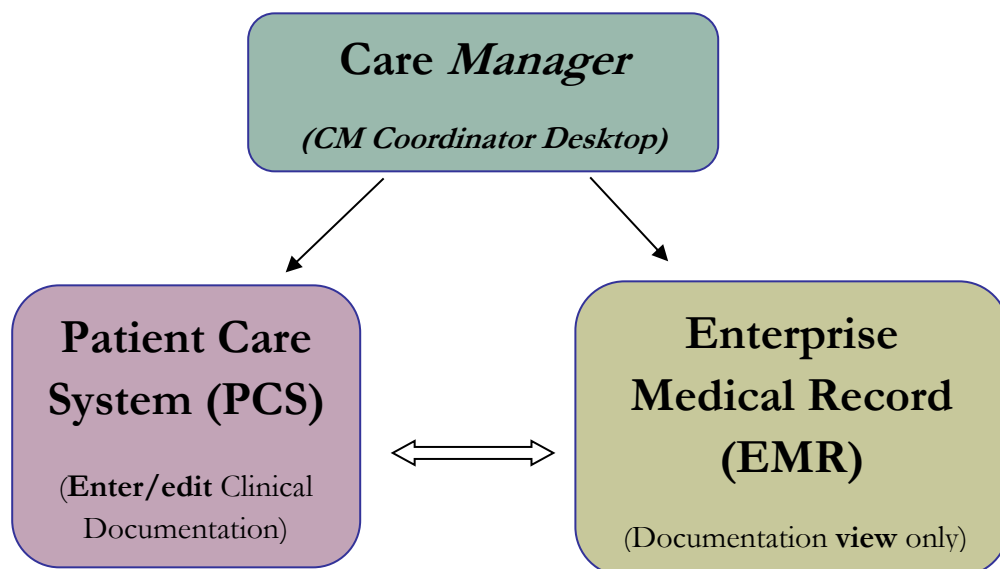 Care Manager
(CM Coordinator Desktop)
Patient Care
System (PCS)
(Enter/edit Clinical
Documentation)
Enterprise
Medical Record
(EMR)
(Documentation view only)